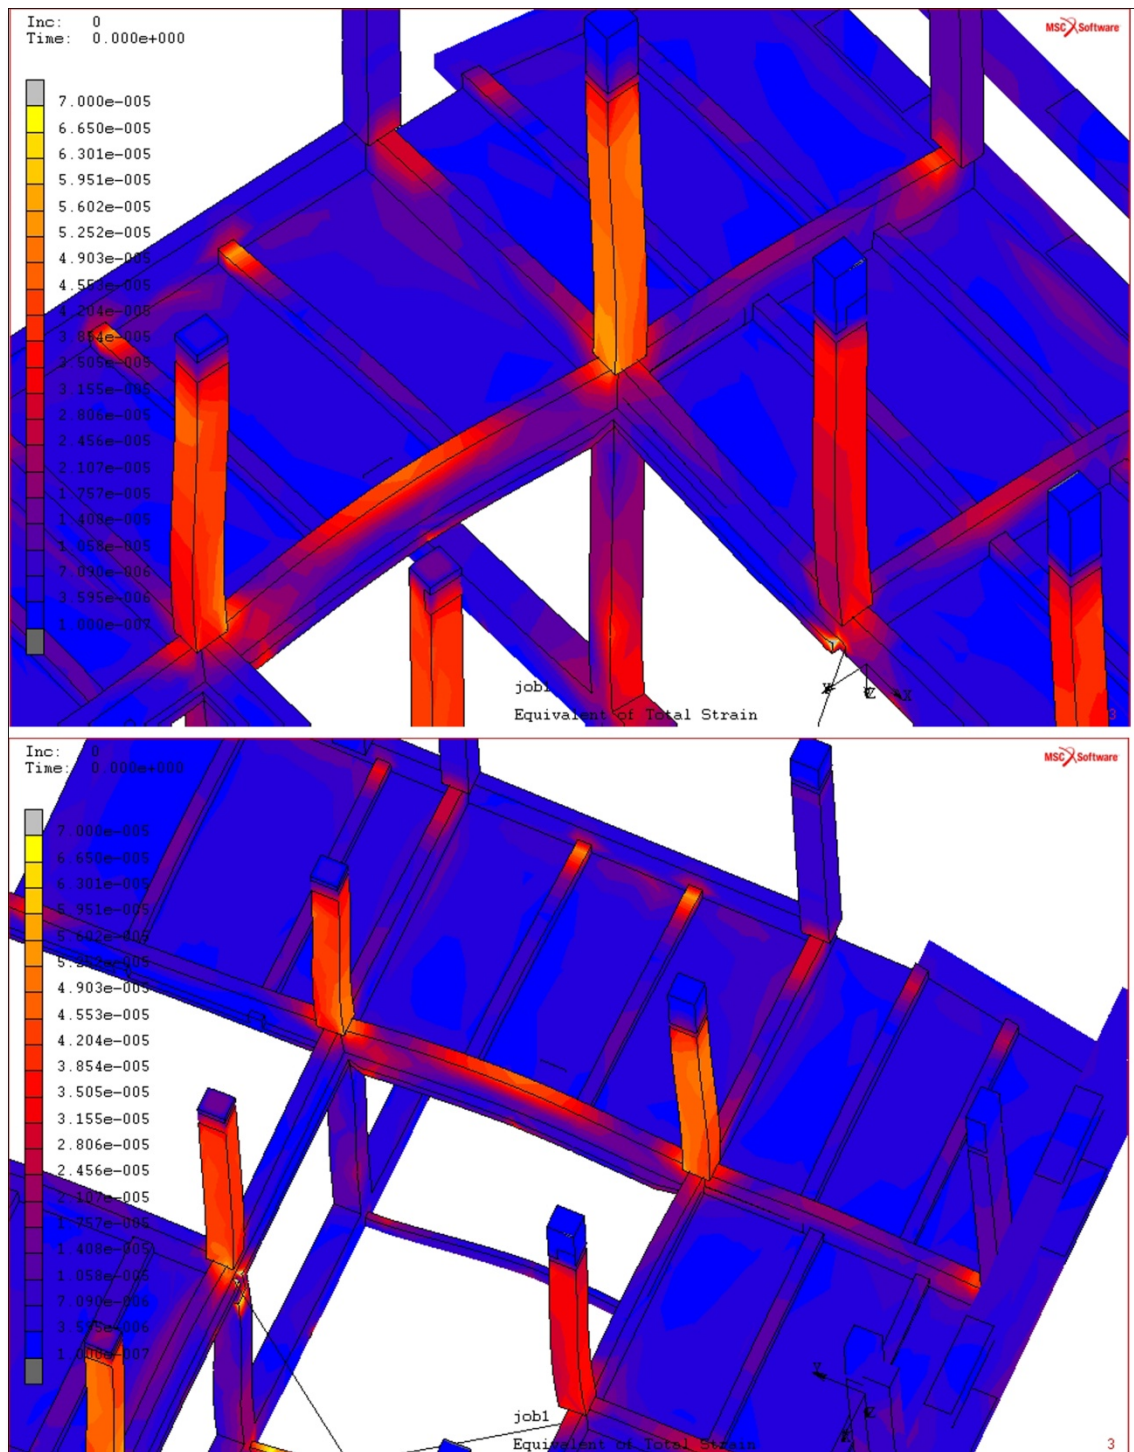 Inc: 0
Time: 0.000e+000
MSC Software
7.000e-005
6.650e-005
6.301e-005
5.951e-005
5.602e-005
5.252e-005
4.903e-005
4.553e-005
4.204e-005
3.854e-005
3.505e-005
3.155e-005
2.806e-005
2.456e-005
2.107e-005
1.757e-005
1.408e-005
1.058e-005
7.090e-006
3.595e-006
1.000e-007
Z X
job1
Equivalent of Total Strain
3
Inc: 0
Time: 0.000e+000
MSC Software
7.000e-005
6.650e-005
6.301e-005
5.951e-005
5.602e-005
5.252e-005
4.903e-005
4.553e-005
4.204e-005
3.854e-005
3.505e-005
3.155e-005
2.806e-005
2.456e-005
2.107e-005
1.757e-005
1.408e-005
1.058e-005
7.090e-006
3.595e-006
1.000e-007
job1
Equivalent of Total Strain
3